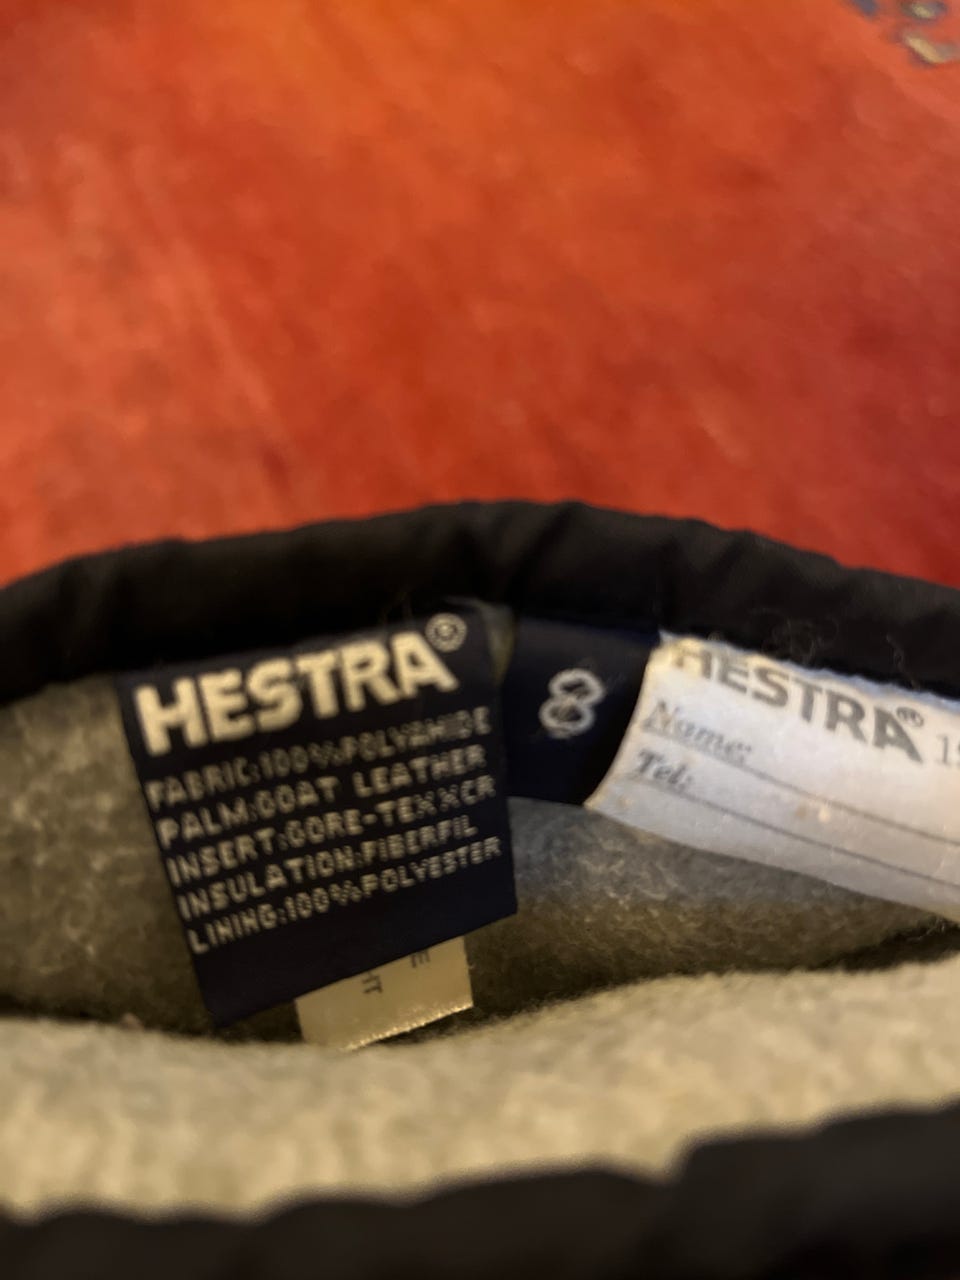 HESTRA®
FABRIC:100%POLYAMIDE
PALM:GOAT LEATHER
INSERT:GORE-TEX XCR
INSULATION:FIBERFIL
LINING:100%POLYESTER
8
HESTRA®
Name:
Tel: